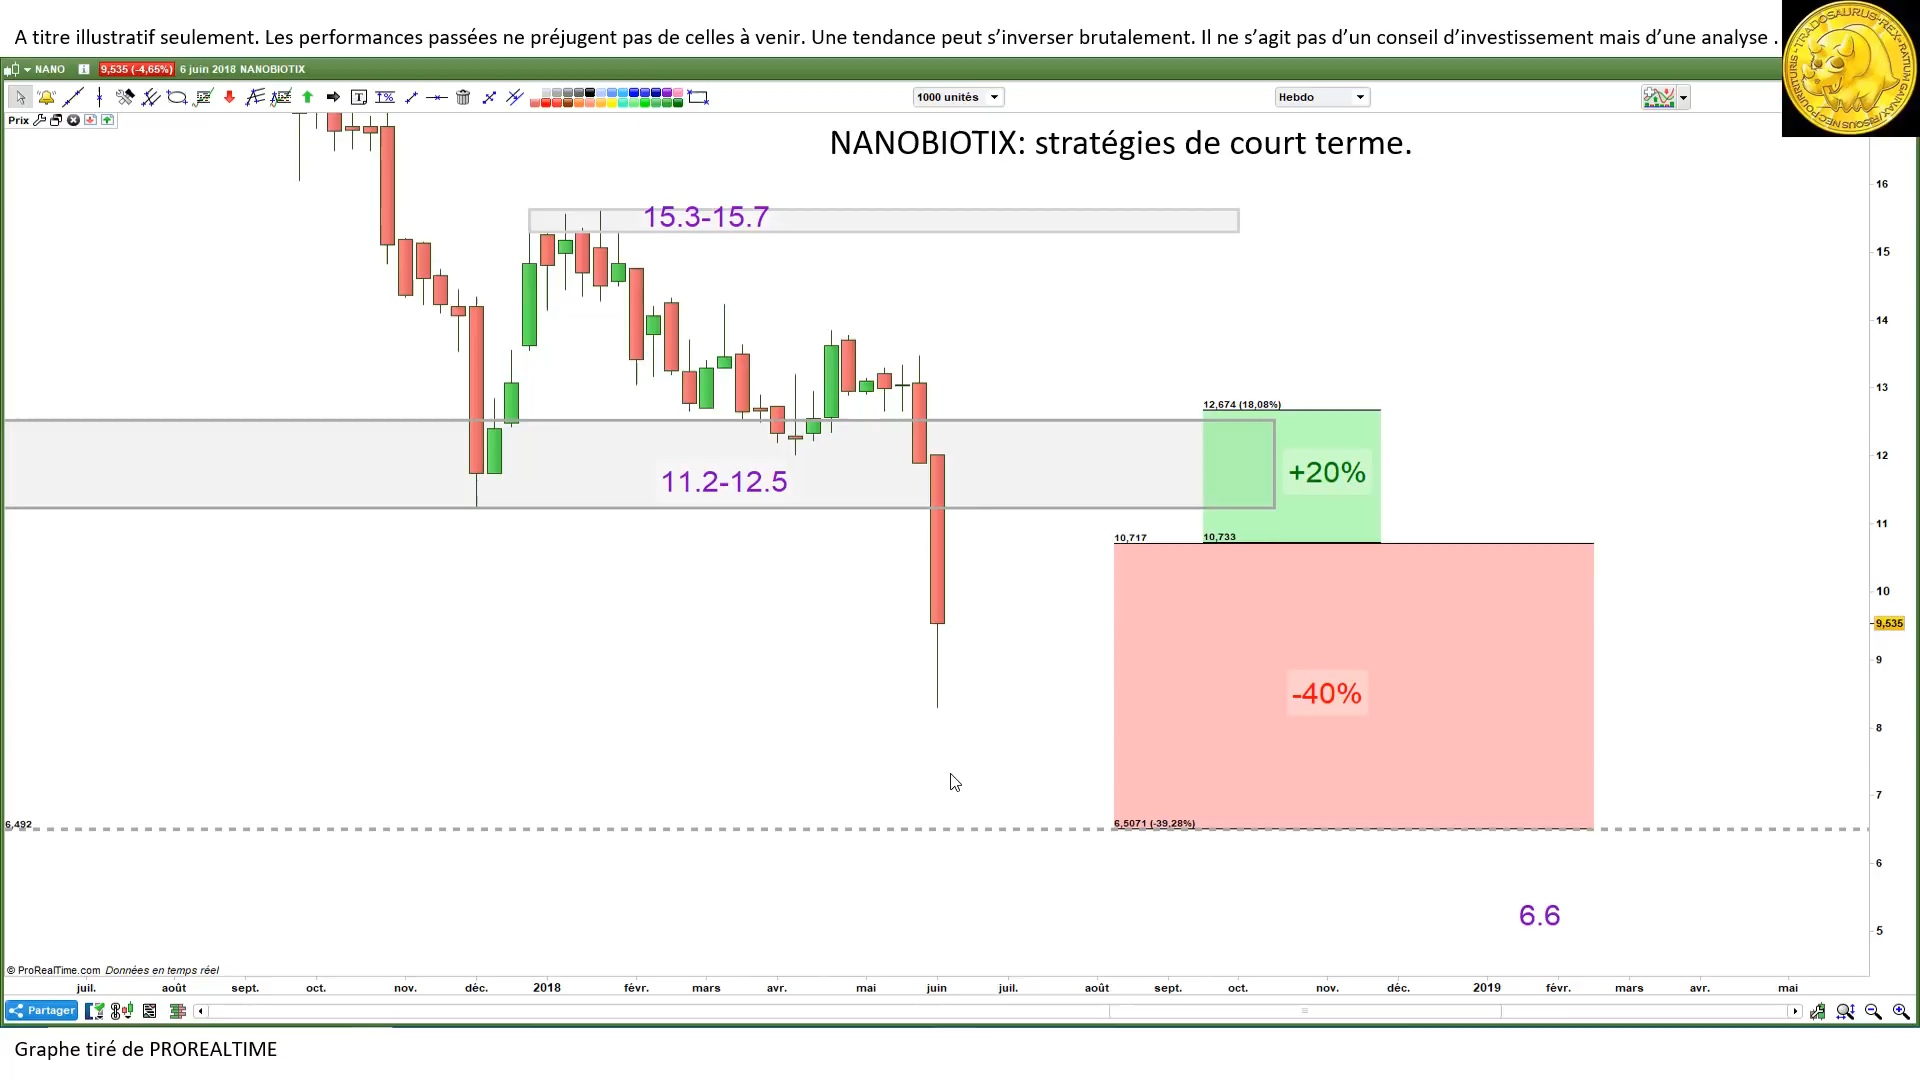 A titre illustratif seulement. Les performances passées ne préjugent pas de celles à venir. Une tendance peut s’inverser brutalement. Il ne s’agit pas d’un conseil d’investissement mais d’une analyse .
NANO 9,535 (-4,65%) 6 juin 2018 NANOBIOTIX
1000 unités
Hebdo
Prix
NANOBIOTIX: stratégies de court terme.
16
15.3-15.7
15
14
13
12,674 (18,08%)
+20%
12
11.2-12.5
11
10,717
10,733
10
9,535
9
-40%
8
7
6,492
6,5071 (-39,28%)
6
6.6
5
© ProRealTime.com Données en temps réel
juil. août sept. oct. nov. déc. 2018 févr. mars avr. mai juin juil. août sept. oct. nov. déc. 2019 févr. mars avr. mai
Partager
Graphe tiré de PROREALTIME